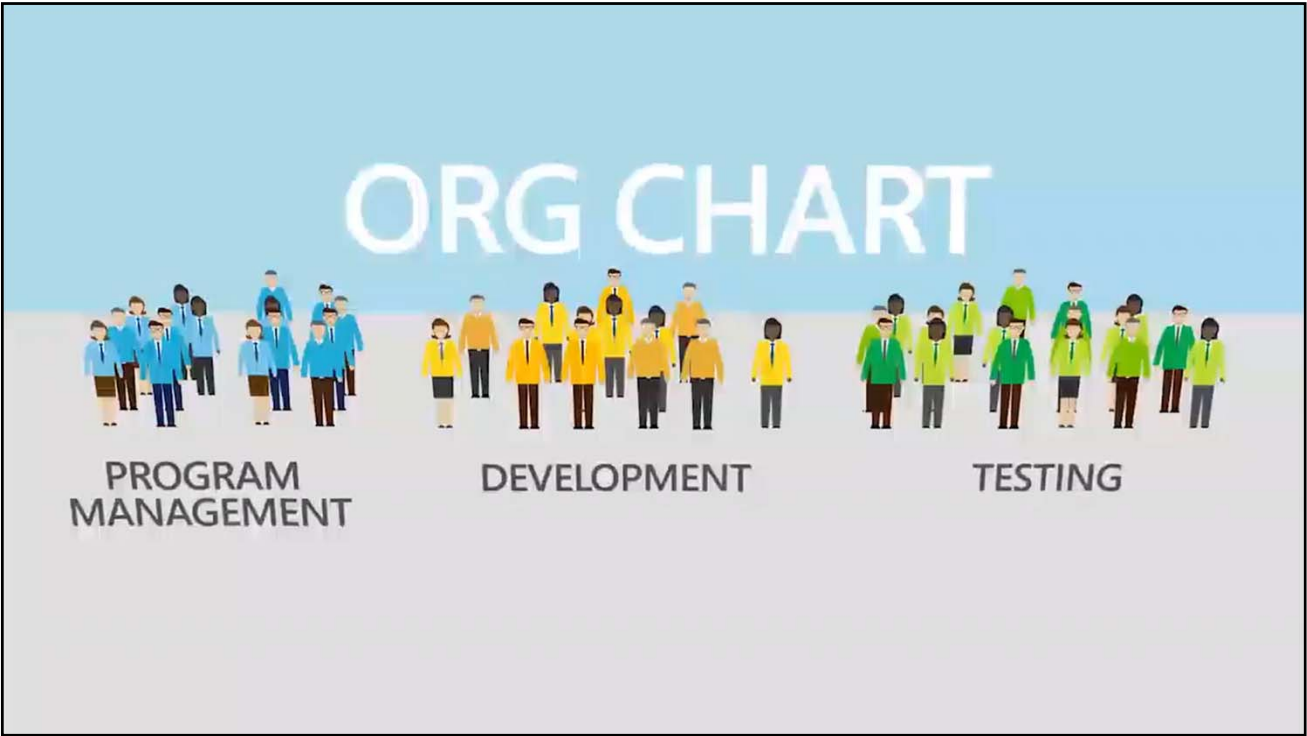 ORG CHART
PROGRAM
MANAGEMENT
DEVELOPMENT
TESTING